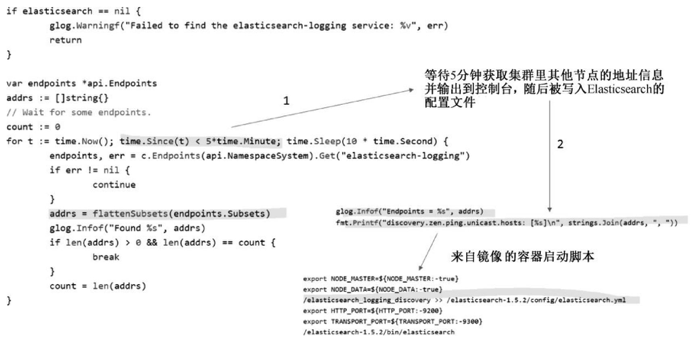 if elasticsearch == nil {
glog.Warningf("Failed to find the elasticsearch-logging service: %v", err)
return
}
var endpoints *api.Endpoints
addrs := []string{}
// Wait for some endpoints.
count := 0
for t := time.Now(); time.Since(t) < 5*time.Minute; time.Sleep(10 * time.Second) {
endpoints, err = c.Endpoints(api.NamespaceSystem).Get("elasticsearch-logging")
if err != nil {
continue
}
addrs = flattenSubsets(endpoints.Subsets)
glog.Infof("Found %s", addrs)
if len(addrs) > 0 && len(addrs) == count {
break
}
count = len(addrs)
}
1
等待5分钟获取集群里其他节点的地址信息
并输出到控制台，随后被写入Elasticsearch的
配置文件
2
glog.Infof("Endpoints = %s", addrs)
fmt.Printf("discovery.zen.ping.unicast.hosts: [%s]\n", strings.Join(addrs, ", "))
来自镜像的容器启动脚本
export NODE_MASTER=${NODE_MASTER:-true}
export NODE_DATA=${NODE_DATA:-true}
/elasticsearch_logging_discovery >> /elasticsearch-1.5.2/config/elasticsearch.yml
export HTTP_PORT=${HTTP_PORT:-9200}
export TRANSPORT_PORT=${TRANSPORT_PORT:-9300}
/elasticsearch-1.5.2/bin/elasticsearch